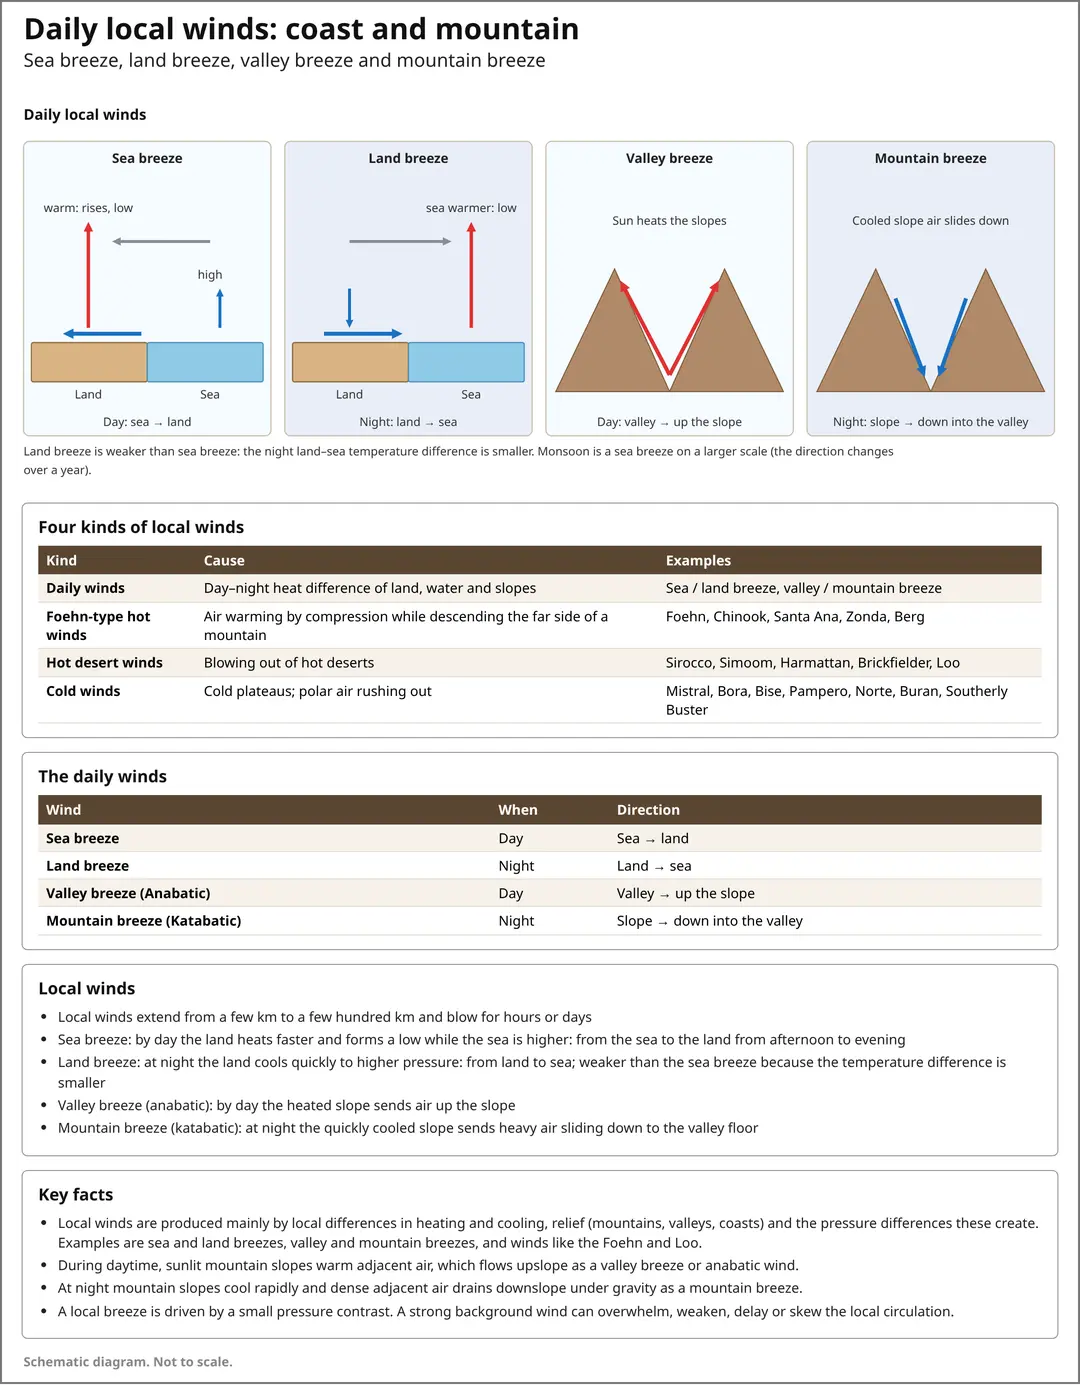 Daily local winds: coast and mountain
Sea breeze, land breeze, valley breeze and mountain breeze
Daily local winds
Sea breeze
warm: rises, low
high
Land
Sea
Day: sea → land
Land breeze
sea warmer: low
Land
Sea
Night: land → sea
Valley breeze
Sun heats the slopes
Day: valley → up the slope
Mountain breeze
Cooled slope air slides down
Night: slope → down into the valley
Land breeze is weaker than sea breeze: the night land–sea temperature difference is smaller. Monsoon is a sea breeze on a larger scale (the direction changes
over a year).
Four kinds of local winds
Kind Cause Examples
Daily winds Day–night heat difference of land, water and slopes Sea / land breeze, valley / mountain breeze
Foehn-type hot Air warming by compression while descending the far side of a Foehn, Chinook, Santa Ana, Zonda, Berg
winds mountain
Hot desert winds Blowing out of hot deserts Sirocco, Simoom, Harmattan, Brickfielder, Loo
Cold winds Cold plateaus; polar air rushing out Mistral, Bora, Bise, Pampero, Norte, Buran, Southerly
Buster
The daily winds
Wind When Direction
Sea breeze Day Sea → land
Land breeze Night Land → sea
Valley breeze (Anabatic) Day Valley → up the slope
Mountain breeze (Katabatic) Night Slope → down into the valley
Local winds
• Local winds extend from a few km to a few hundred km and blow for hours or days
• Sea breeze: by day the land heats faster and forms a low while the sea is higher: from the sea to the land from afternoon to evening
• Land breeze: at night the land cools quickly to higher pressure: from land to sea; weaker than the sea breeze because the temperature difference is
smaller
• Valley breeze (anabatic): by day the heated slope sends air up the slope
• Mountain breeze (katabatic): at night the quickly cooled slope sends heavy air sliding down to the valley floor
Key facts
• Local winds are produced mainly by local differences in heating and cooling, relief (mountains, valleys, coasts) and the pressure differences these create.
Examples are sea and land breezes, valley and mountain breezes, and winds like the Foehn and Loo.
• During daytime, sunlit mountain slopes warm adjacent air, which flows upslope as a valley breeze or anabatic wind.
• At night mountain slopes cool rapidly and dense adjacent air drains downslope under gravity as a mountain breeze.
• A local breeze is driven by a small pressure contrast. A strong background wind can overwhelm, weaken, delay or skew the local circulation.
Schematic diagram. Not to scale.